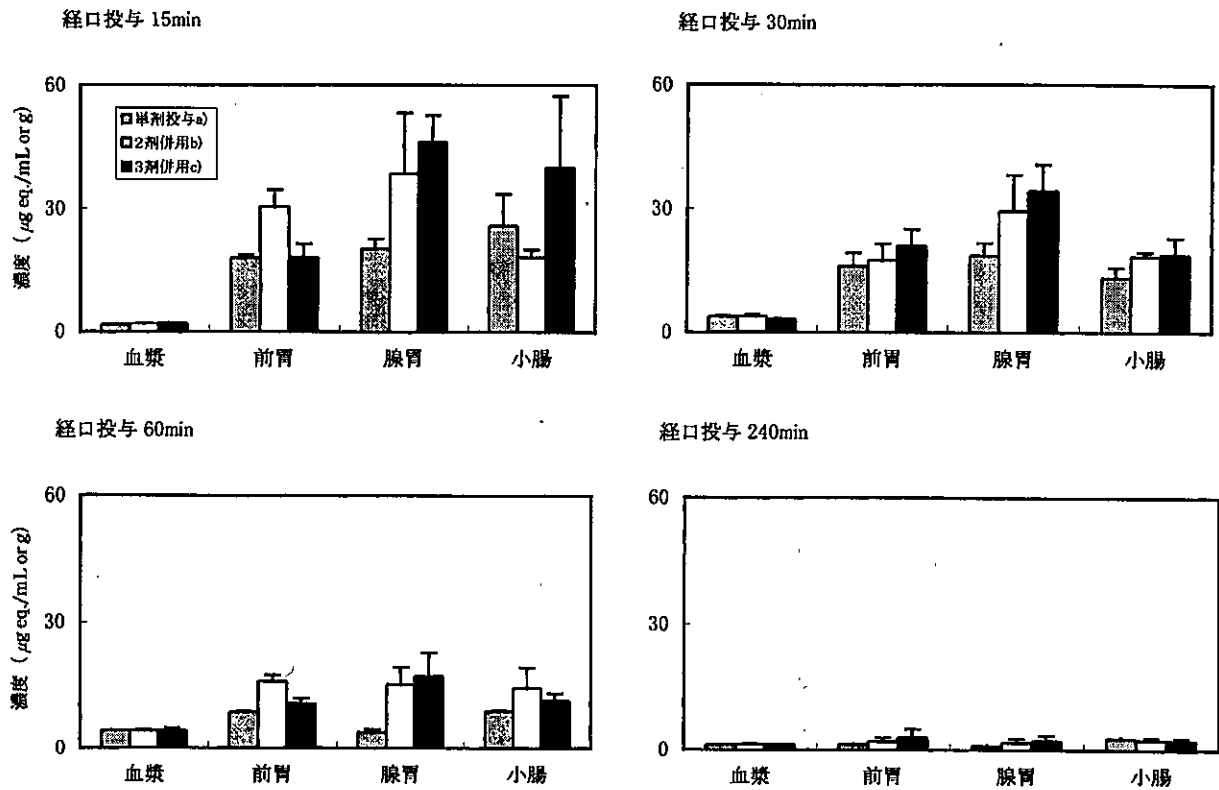 経口投与 15min
濃度 (μg eq./mL org)
60
30
0
単剤投与a)
2剤併用b)
3剤併用c)
血漿 前胃 腺胃 小腸
経口投与 30min
60
30
0
血漿 前胃 腺胃 小腸
経口投与 60min
濃度 (μg eq./mL org)
60
30
0
血漿 前胃 腺胃 小腸
経口投与 240min
60
30
0
血漿 前胃 腺胃 小腸